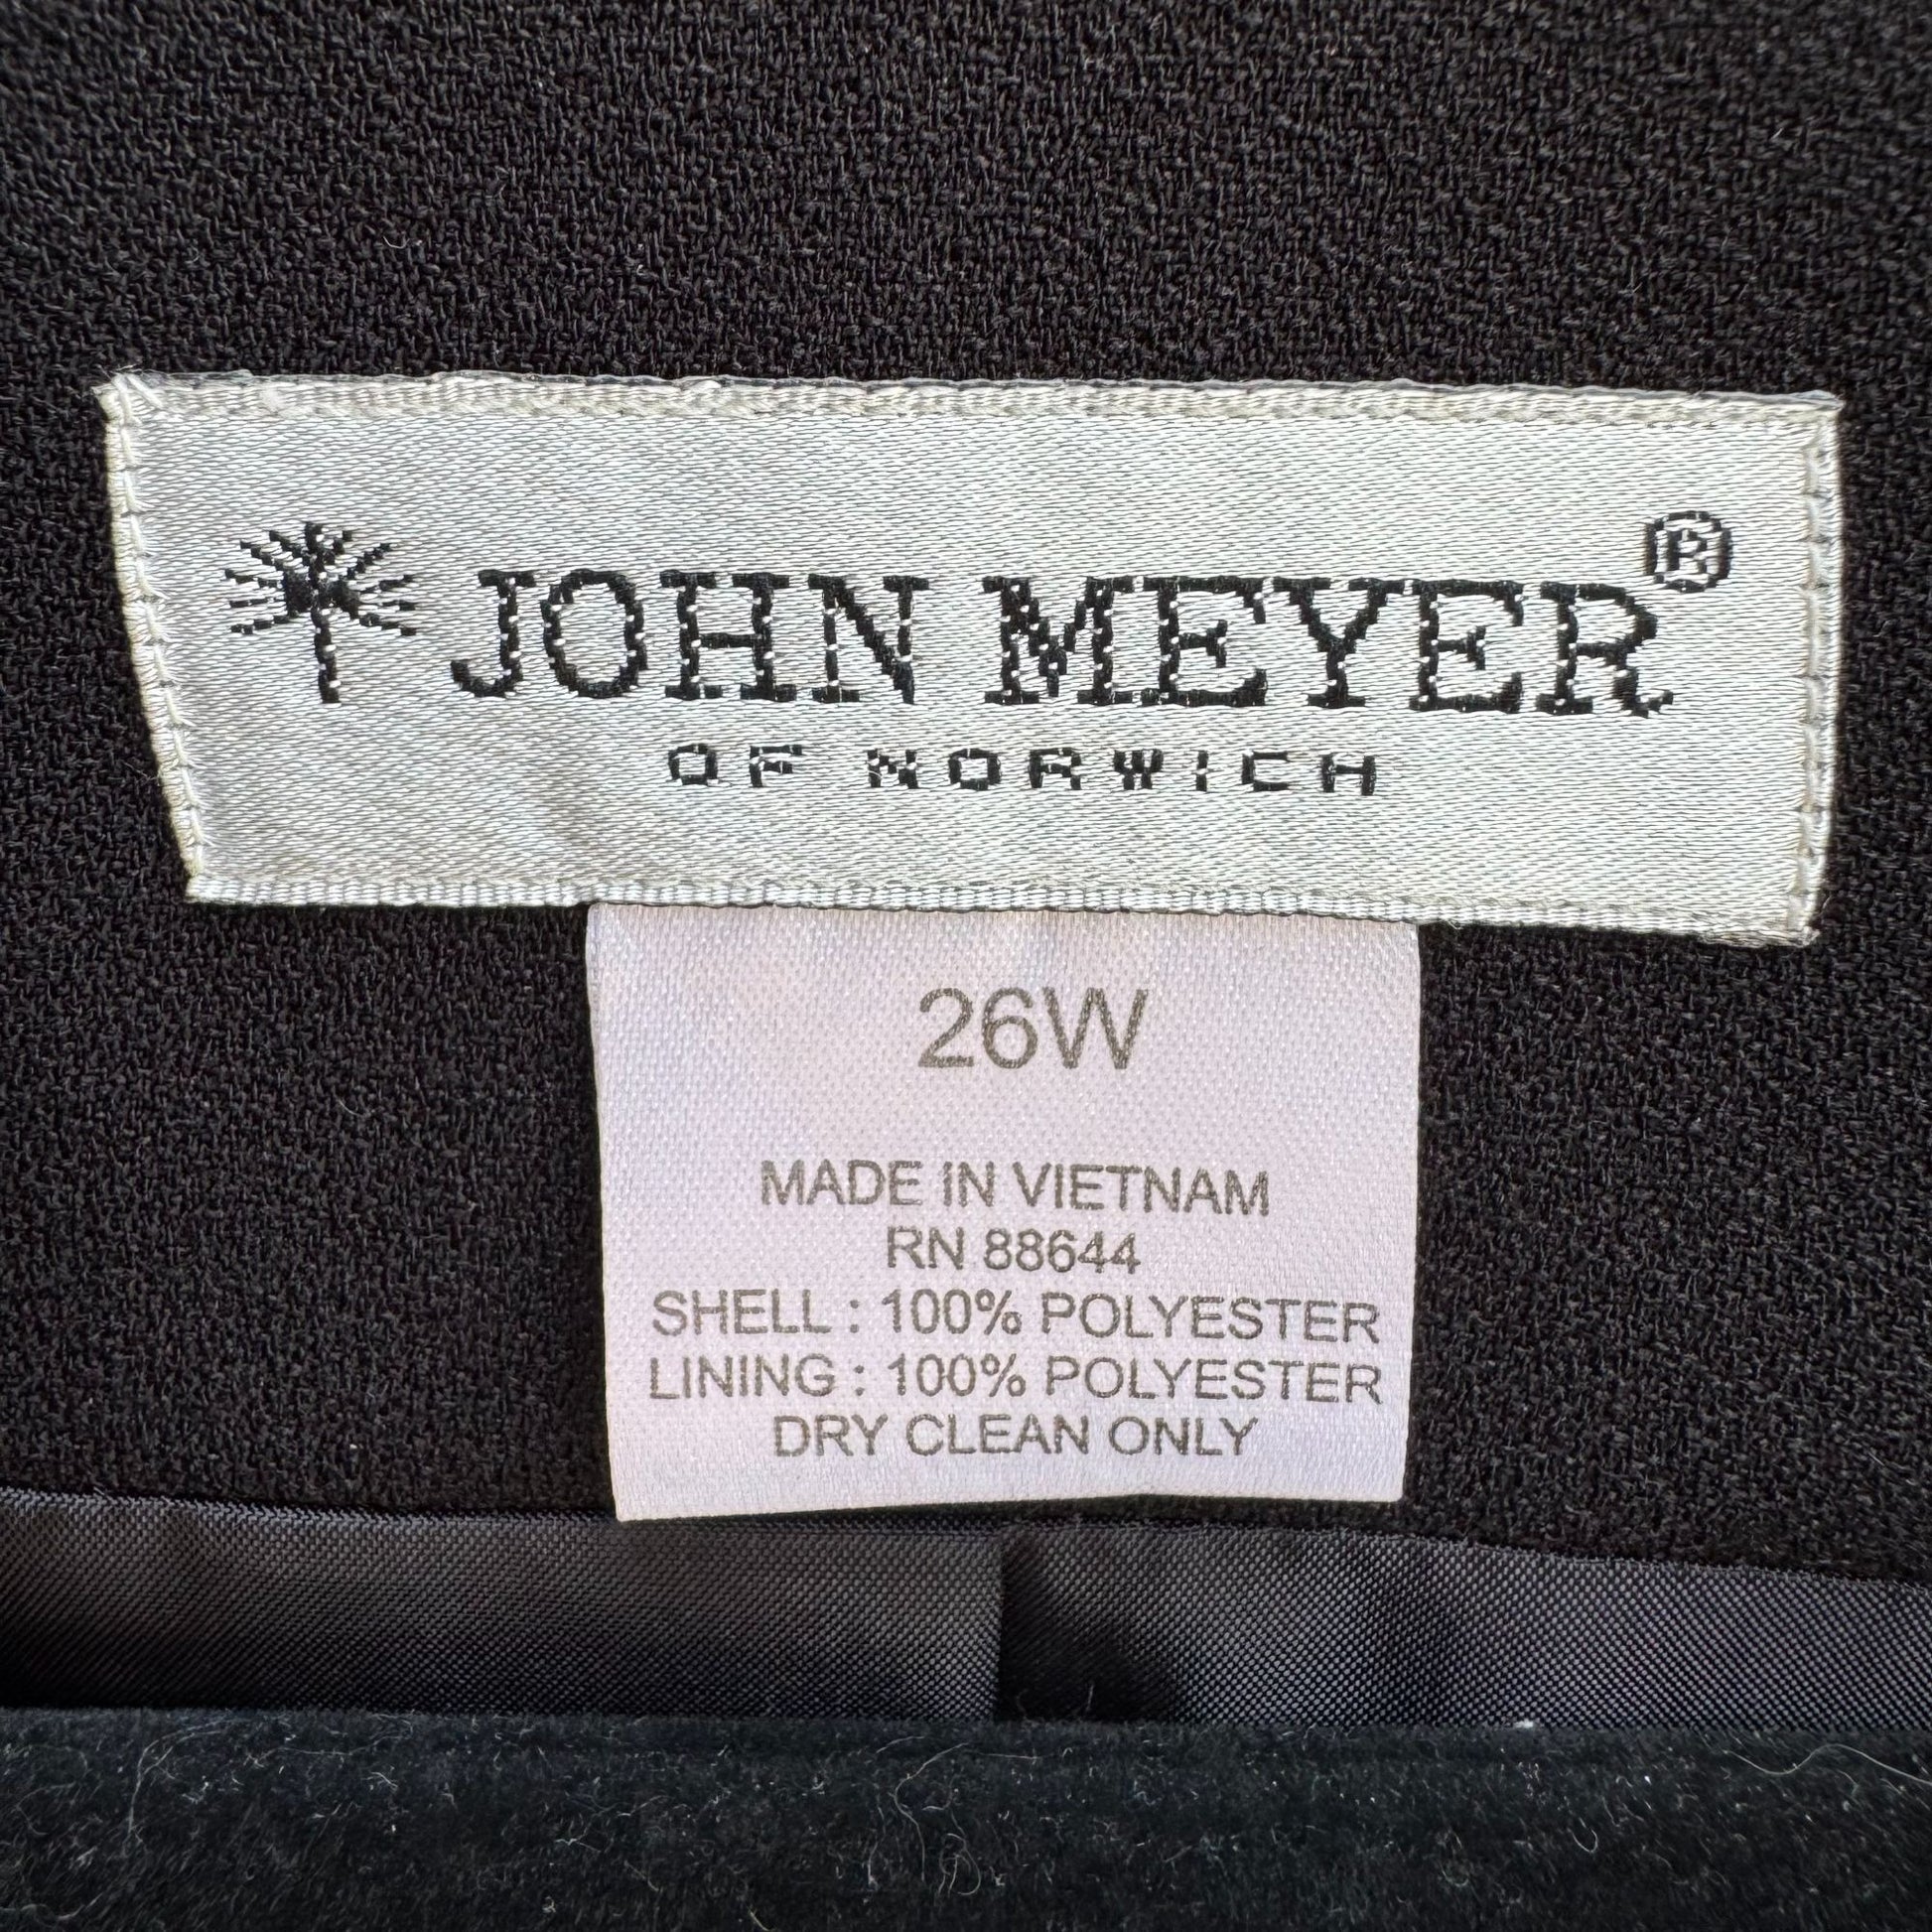 JOHN MEYER®
OF NORWICH
26W
MADE IN VIETNAM
RN 88644
SHELL : 100% POLYESTER
LINING : 100% POLYESTER
DRY CLEAN ONLY